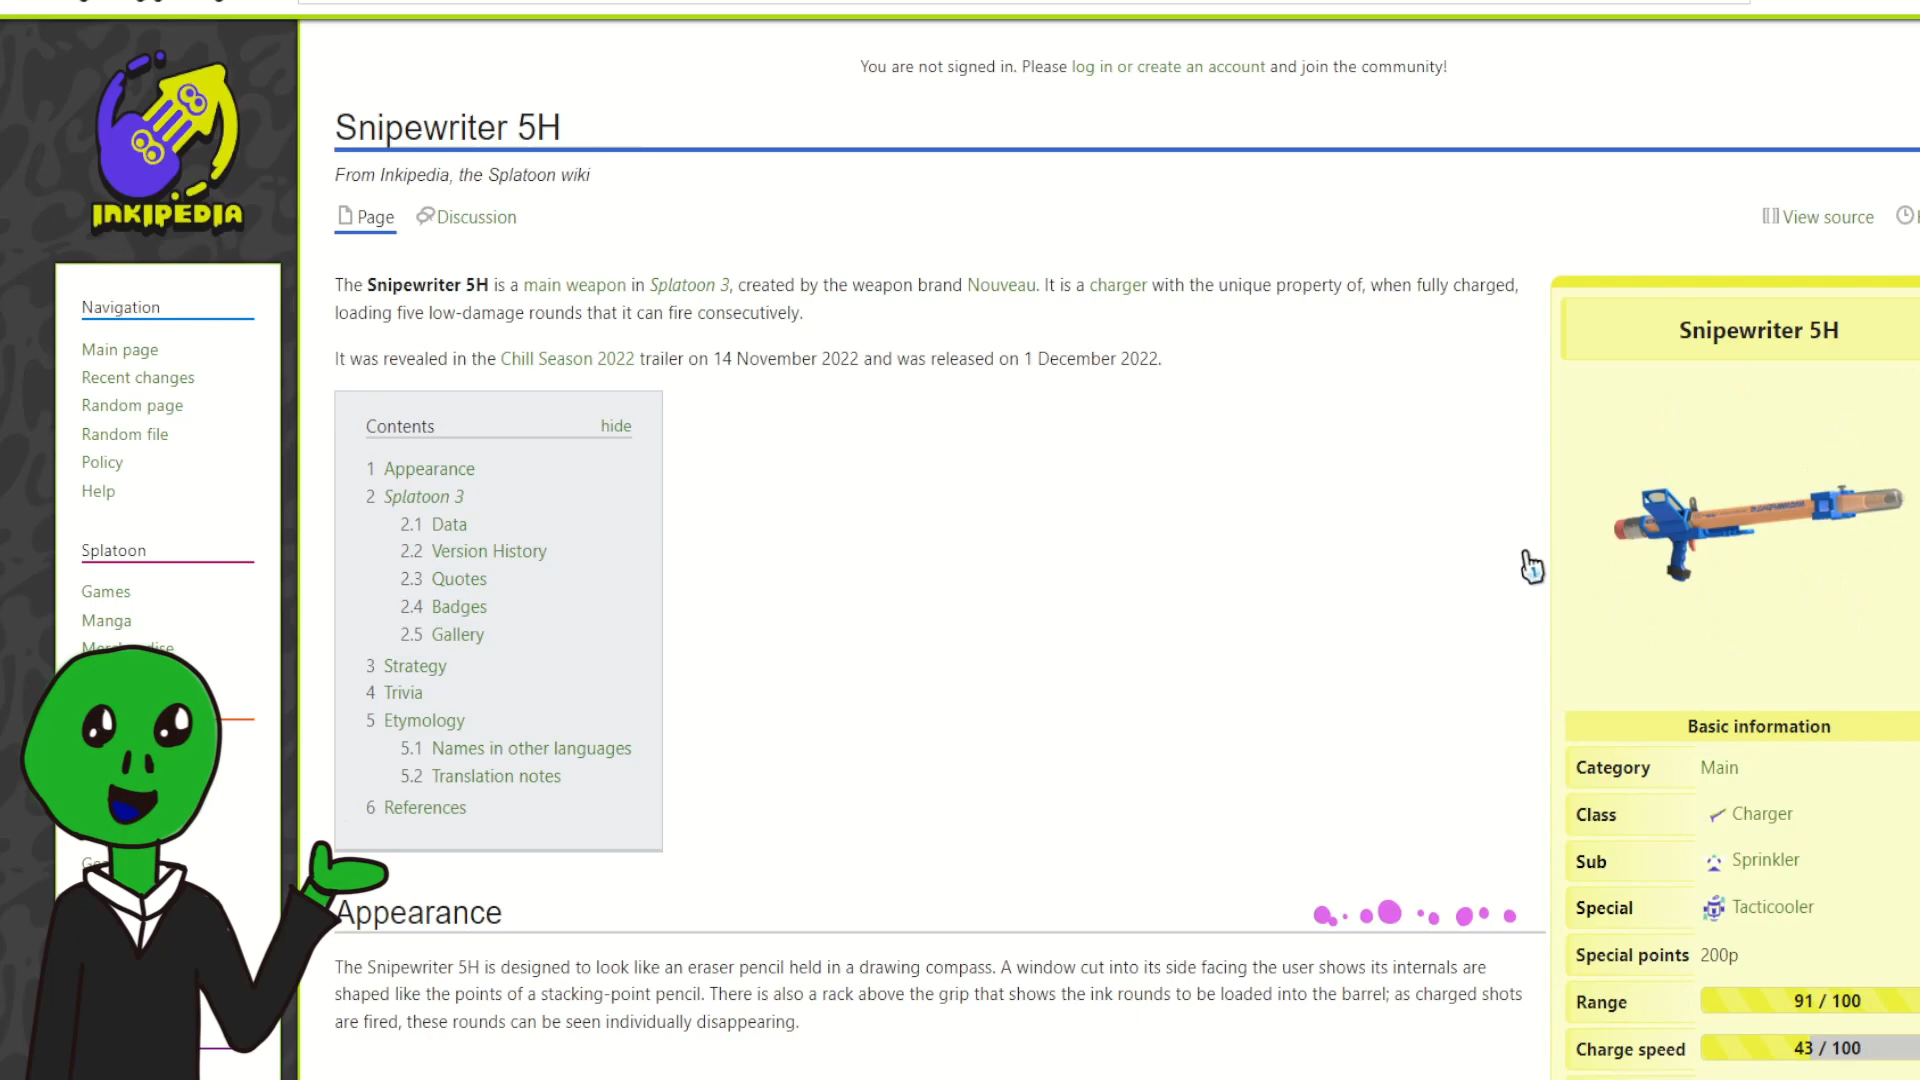 You are not signed in. Please log in or create an account and join the community!
INKIPEDIA
Snipewriter 5H
From Inkipedia, the Splatoon wiki
Page
Discussion
View source
Navigation
Main page
Recent changes
Random page
Random file
Policy
Help
Splatoon
Games
Manga
The Snipewriter 5H is a main weapon in Splatoon 3, created by the weapon brand Nouveau. It is a charger with the unique property of, when fully charged,
loading five low-damage rounds that it can fire consecutively.
It was revealed in the Chill Season 2022 trailer on 14 November 2022 and was released on 1 December 2022.
Contents
hide
1 Appearance
2 Splatoon 3
2.1 Data
2.2 Version History
2.3 Quotes
2.4 Badges
2.5 Gallery
3 Strategy
4 Trivia
5 Etymology
5.1 Names in other languages
5.2 Translation notes
6 References
Appearance
The Snipewriter 5H is designed to look like an eraser pencil held in a drawing compass. A window cut into its side facing the user shows its internals are
shaped like the points of a stacking-point pencil. There is also a rack above the grip that shows the ink rounds to be loaded into the barrel; as charged shots
are fired, these rounds can be seen individually disappearing.
Snipewriter 5H
Basic information
Category Main
Class Charger
Sub Sprinkler
Special Tacticooler
Special points 200p
Range 91 / 100
Charge speed 43 / 100